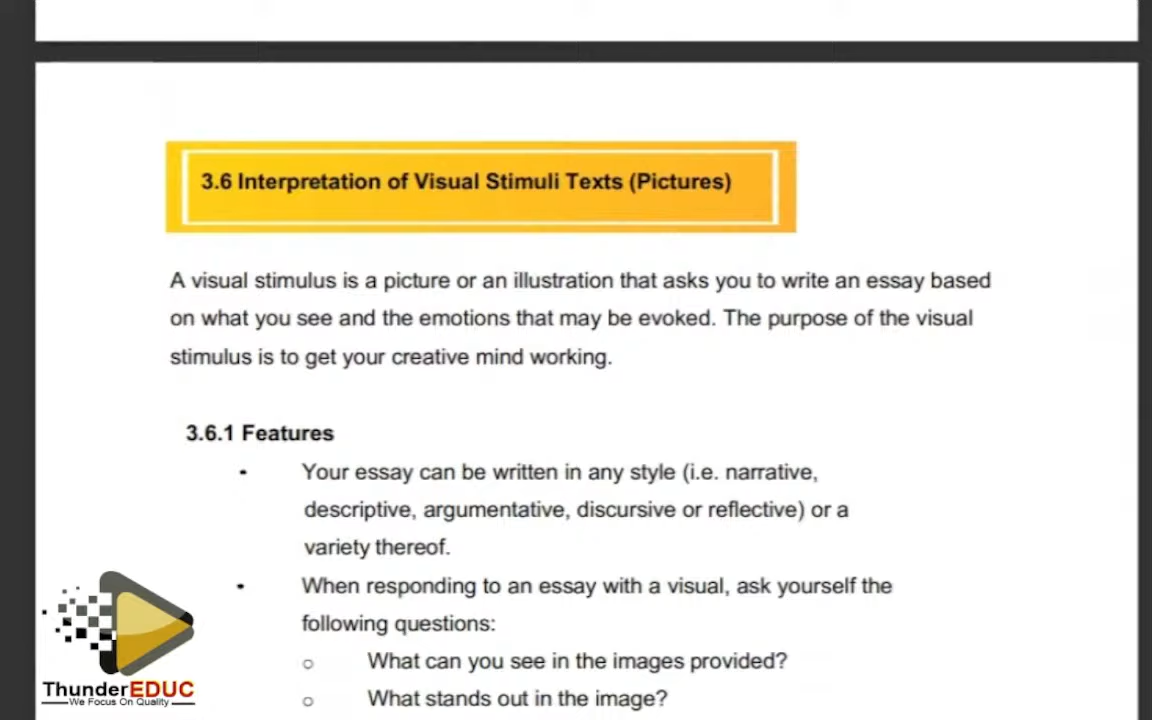 3.6 Interpretation of Visual Stimuli Texts (Pictures)
A visual stimulus is a picture or an illustration that asks you to write an essay based
on what you see and the emotions that may be evoked. The purpose of the visual
stimulus is to get your creative mind working.
3.6.1 Features
• Your essay can be written in any style (i.e. narrative,
descriptive, argumentative, discursive or reflective) or a
variety thereof.
• When responding to an essay with a visual, ask yourself the
following questions:
o What can you see in the images provided?
o What stands out in the image?
ThunderEDUC
We Focus On Quality